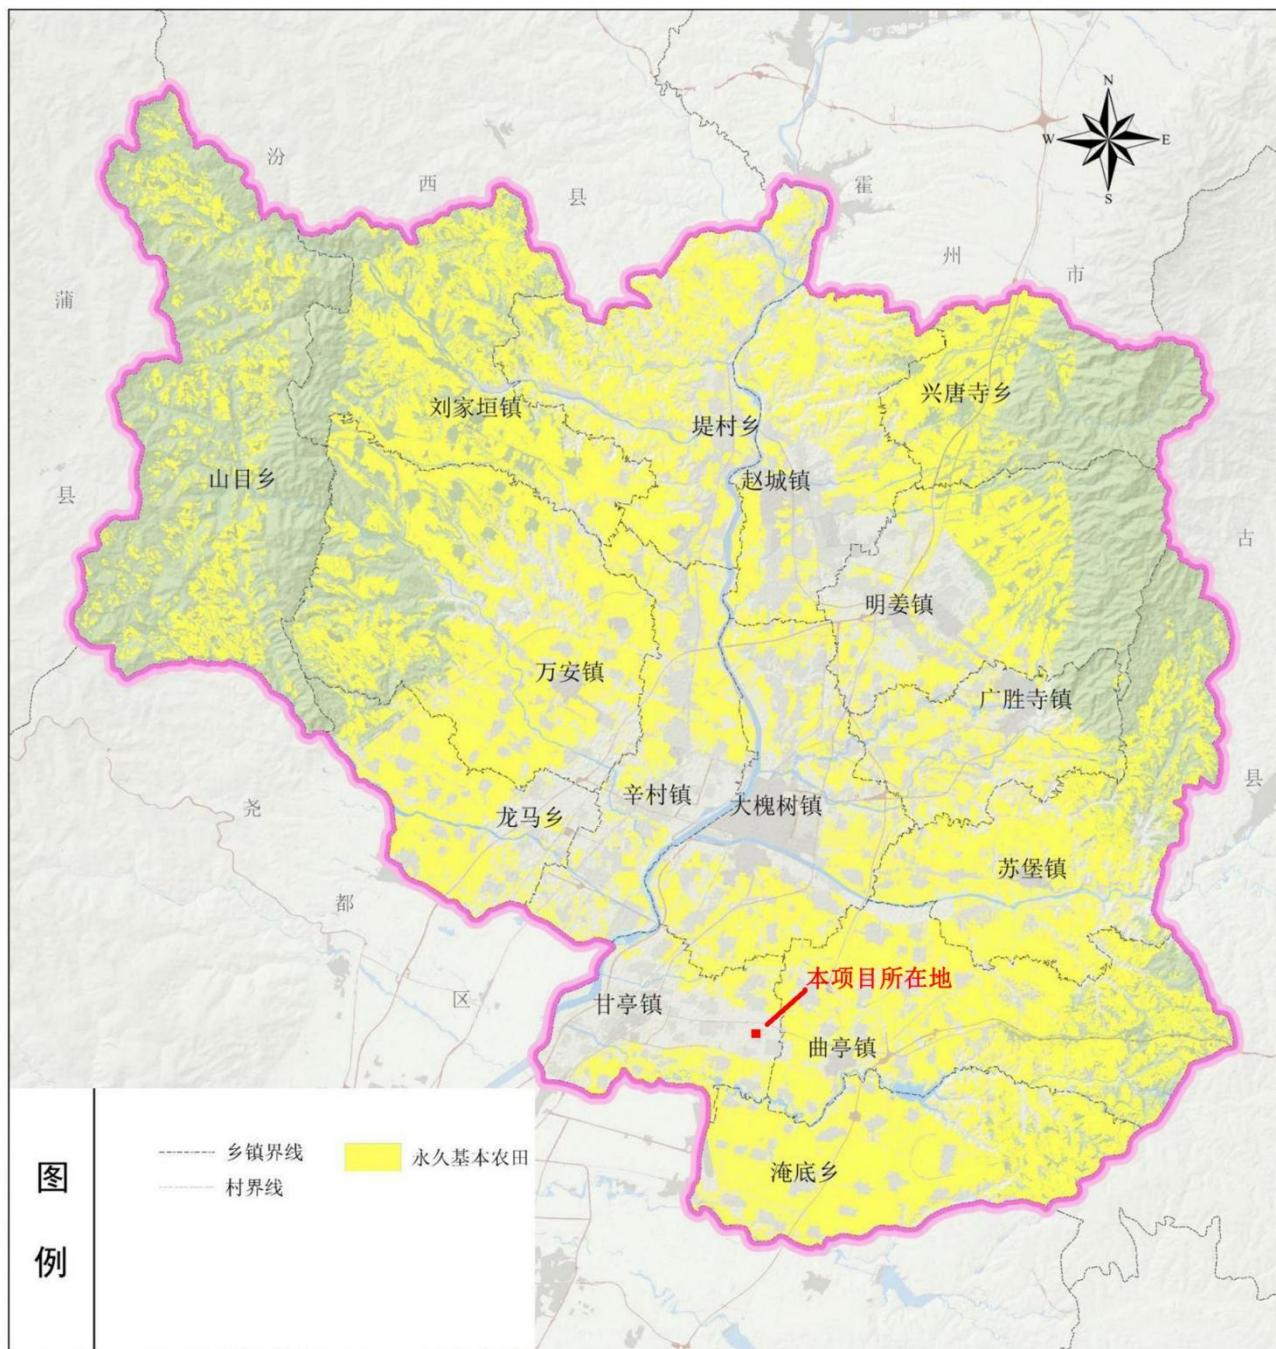 N
W
E
S
汾
西
县
霍
州
市
蒲
县
兴唐寺乡
刘家垣镇
堤村乡
山目乡
赵城镇
古
县
明姜镇
万安镇
广胜寺镇
辛村镇
大槐树镇
龙马乡
尧
都
区
苏堡镇
本项目所在地
甘亭镇
曲亭镇
淹底乡
图
例
乡镇界线
村界线
永久基本农田